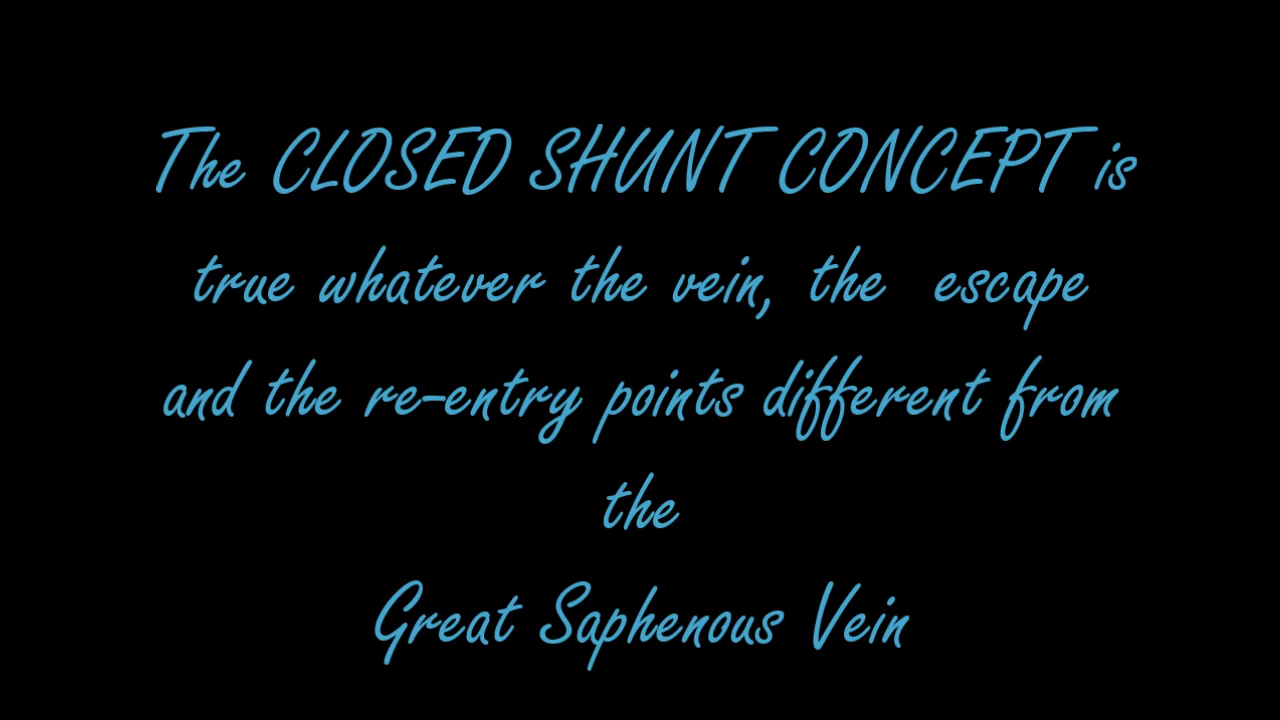 The CLOSED SHUNT CONCEPT is
true whatever the vein, the escape
and the re-entry points different from
the
Great Saphenous Vein